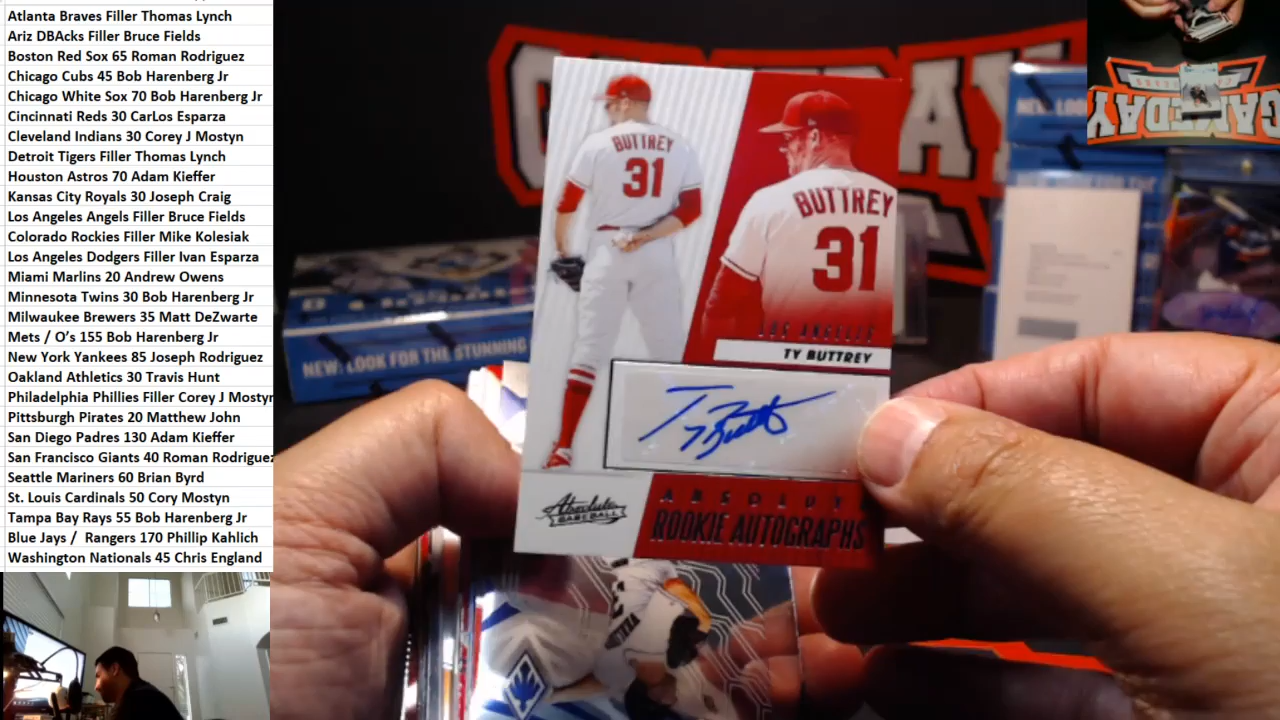 Atlanta Braves Filler Thomas Lynch
Ariz DBAcks Filler Bruce Fields
Boston Red Sox 65 Roman Rodriguez
Chicago Cubs 45 Bob Harenberg Jr
Chicago White Sox 70 Bob Harenberg Jr
Cincinnati Reds 30 CarLos Esparza
Cleveland Indians 30 Corey J Mostyn
Detroit Tigers Filler Thomas Lynch
Houston Astros 70 Adam Kieffer
Kansas City Royals 30 Joseph Craig
Los Angeles Angels Filler Bruce Fields
Colorado Rockies Filler Mike Kolesiak
Los Angeles Dodgers Filler Ivan Esparza
Miami Marlins 20 Andrew Owens
Minnesota Twins 30 Bob Harenberg Jr
Milwaukee Brewers 35 Matt DeZwarte
Mets / O's 155 Bob Harenberg Jr
New York Yankees 85 Joseph Rodriguez
Oakland Athletics 30 Travis Hunt
Philadelphia Phillies Filler Corey J Mostyn
Pittsburgh Pirates 20 Matthew John
San Diego Padres 130 Adam Kieffer
San Francisco Giants 40 Roman Rodriguez
Seattle Mariners 60 Brian Byrd
St. Louis Cardinals 50 Cory Mostyn
Tampa Bay Rays 55 Bob Harenberg Jr
Blue Jays / Rangers 170 Phillip Kahlich
Washington Nationals 45 Chris England
BUTTREY
31
BUTTREY
31
LOS ANGELES
TY BUTTREY
Absolute
BASEBALL
ROOKIE AUTOGRAPHS
NEW LOOK FOR THE STUNNING
GAMEDAY